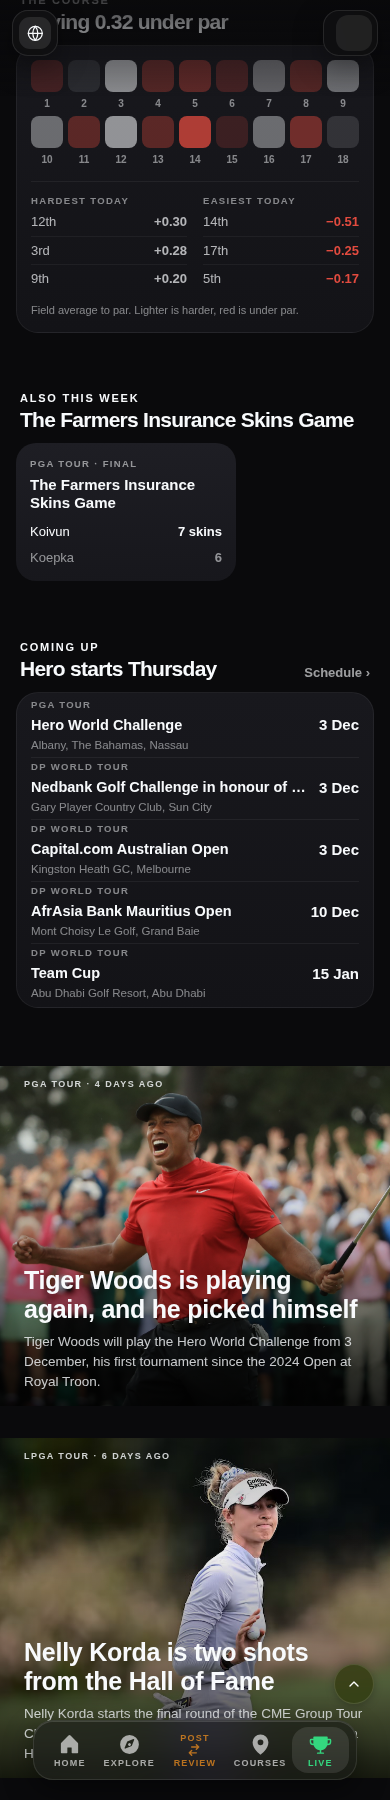 THE COURSE
ying 0.32 under par
1 2 3 4 5 6 7 8 9
10 11 12 13 14 15 16 17 18
HARDEST TODAY
12th +0.30
3rd +0.28
9th +0.20
EASIEST TODAY
14th −0.51
17th −0.25
5th −0.17
Field average to par. Lighter is harder, red is under par.
ALSO THIS WEEK
The Farmers Insurance Skins Game
PGA TOUR · FINAL
The Farmers Insurance
Skins Game
Koivun 7 skins
Koepka 6
COMING UP
Hero starts Thursday
Schedule ›
PGA TOUR
Hero World Challenge 3 Dec
Albany, The Bahamas, Nassau
DP WORLD TOUR
Nedbank Golf Challenge in honour of … 3 Dec
Gary Player Country Club, Sun City
DP WORLD TOUR
Capital.com Australian Open 3 Dec
Kingston Heath GC, Melbourne
DP WORLD TOUR
AfrAsia Bank Mauritius Open 10 Dec
Mont Choisy Le Golf, Grand Baie
DP WORLD TOUR
Team Cup 15 Jan
Abu Dhabi Golf Resort, Abu Dhabi
PGA TOUR · 4 DAYS AGO
Tiger Woods is playing
again, and he picked himself
Tiger Woods will play the Hero World Challenge from 3
December, his first tournament since the 2024 Open at
Royal Troon.
LPGA TOUR · 6 DAYS AGO
Goldman
Sachs
Nelly Korda is two shots
from the Hall of Fame
Nelly Korda starts the final round of the CME Group Tour
HOME
EXPLORE
POST
REVIEW
COURSES
LIVE